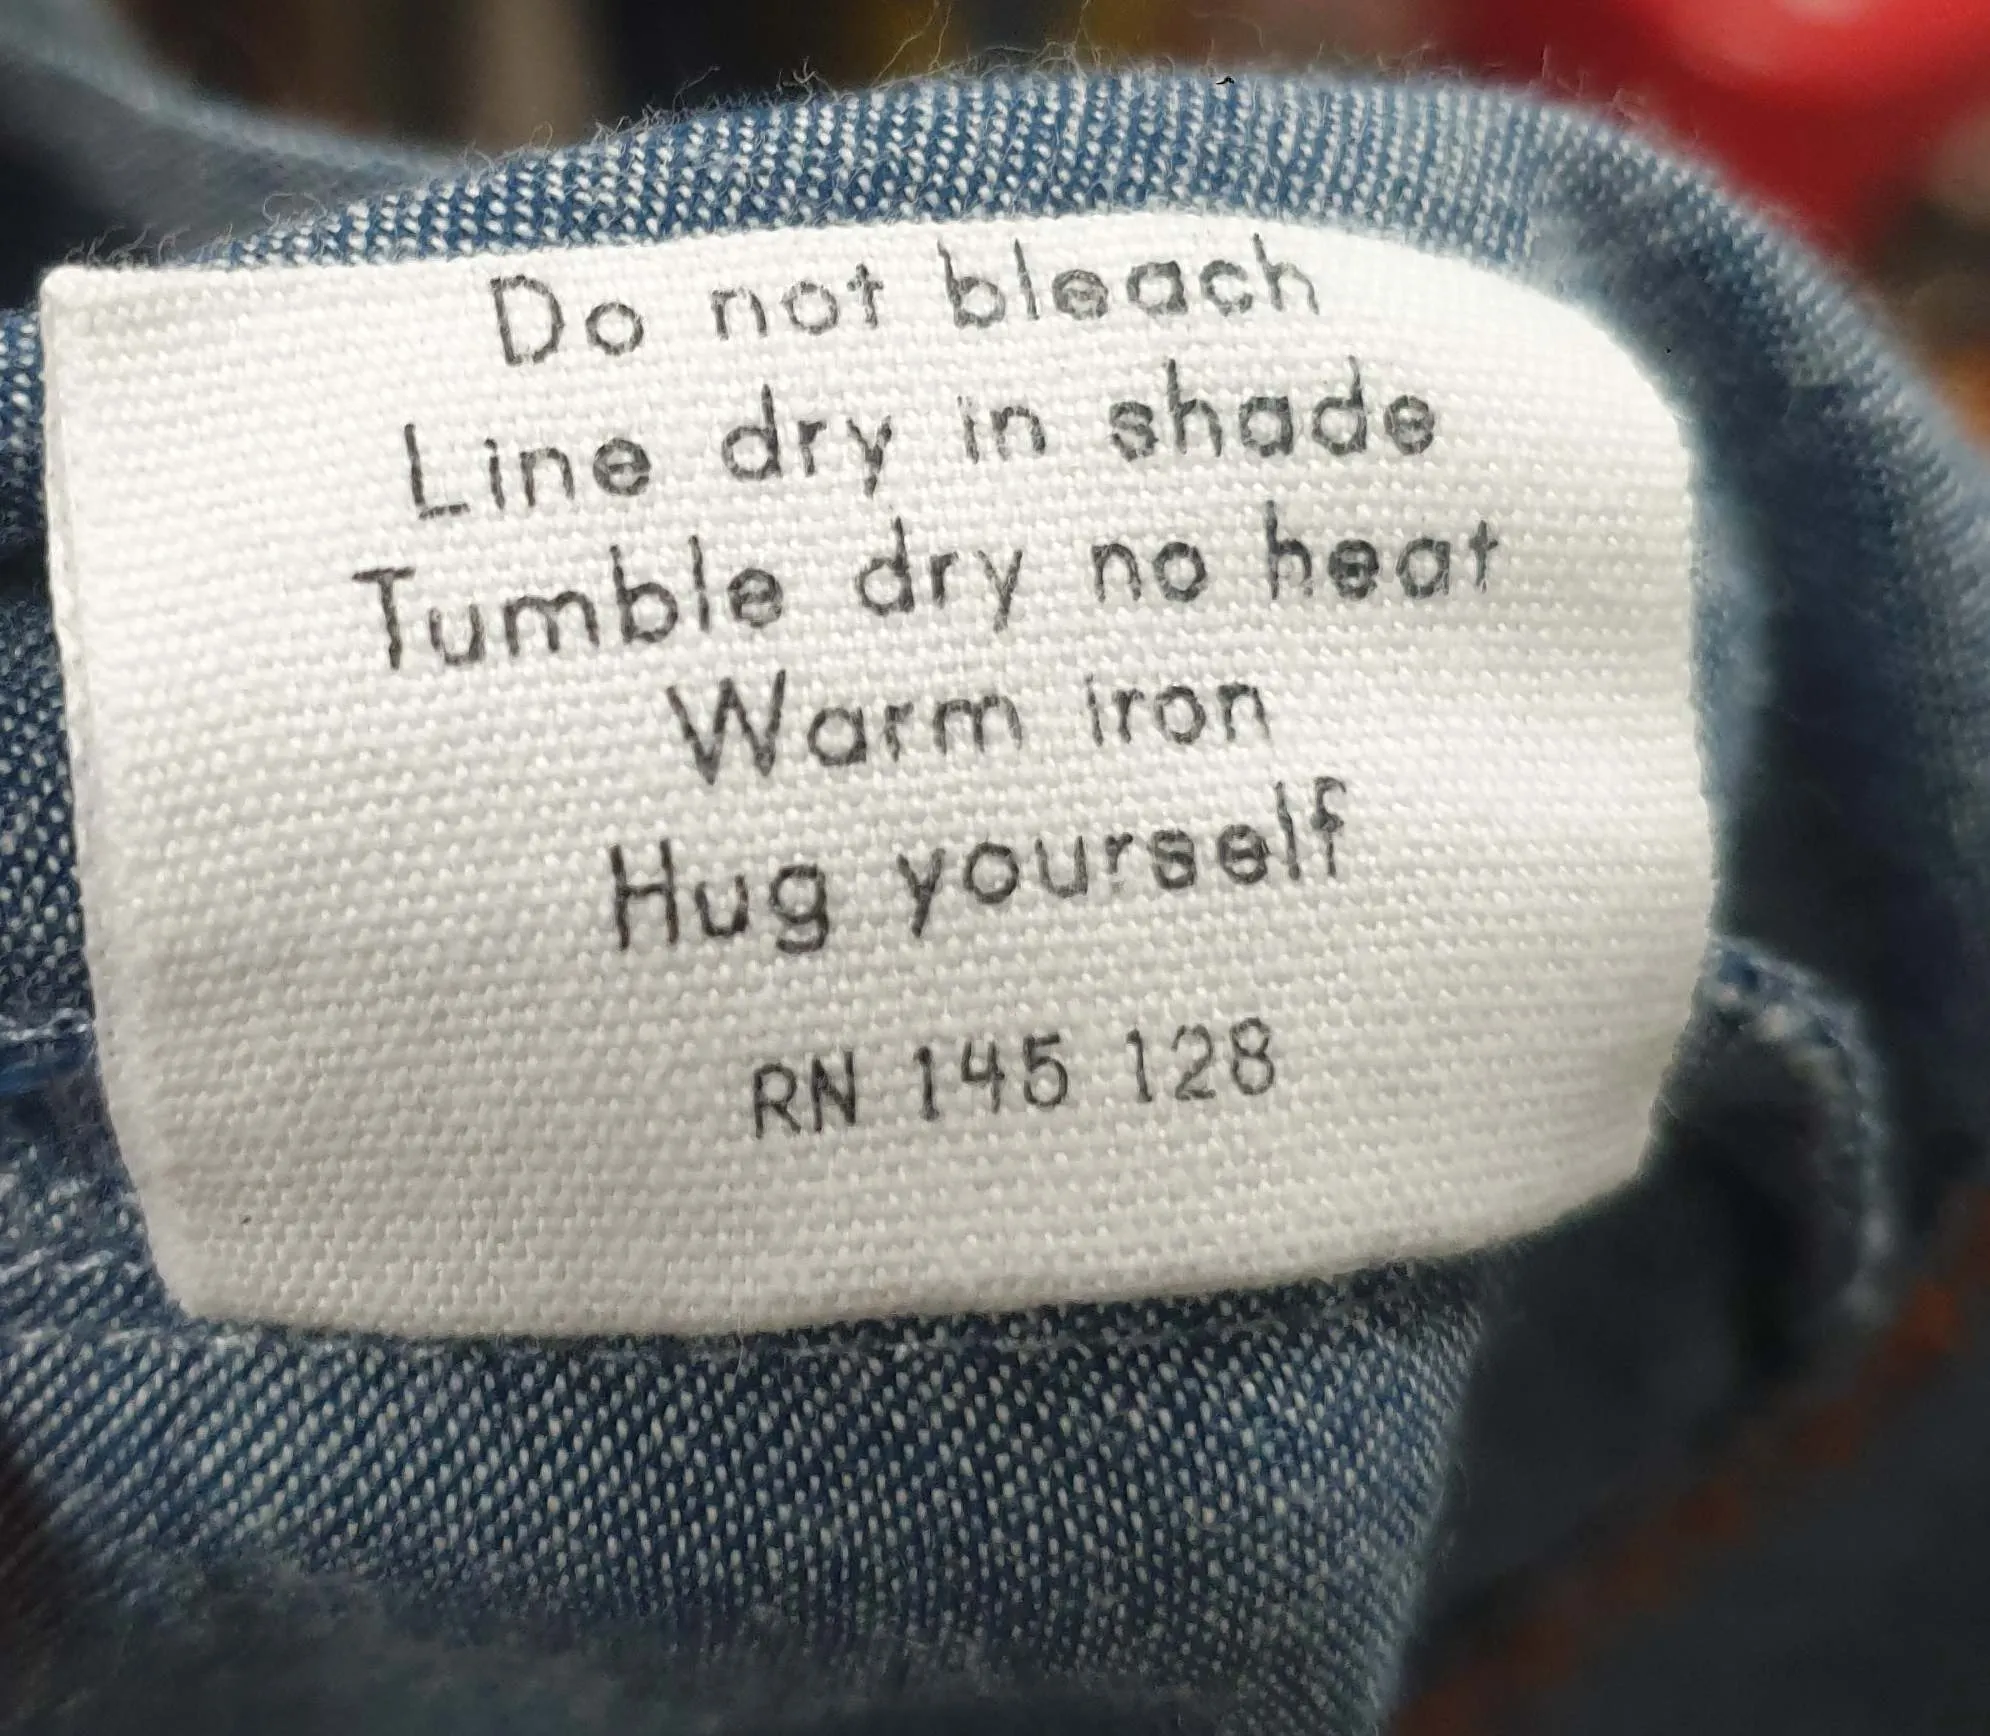 Do not bleach
Line dry in shade
Tumble dry no heat
Warm iron
Hug yourself
RN 145 128